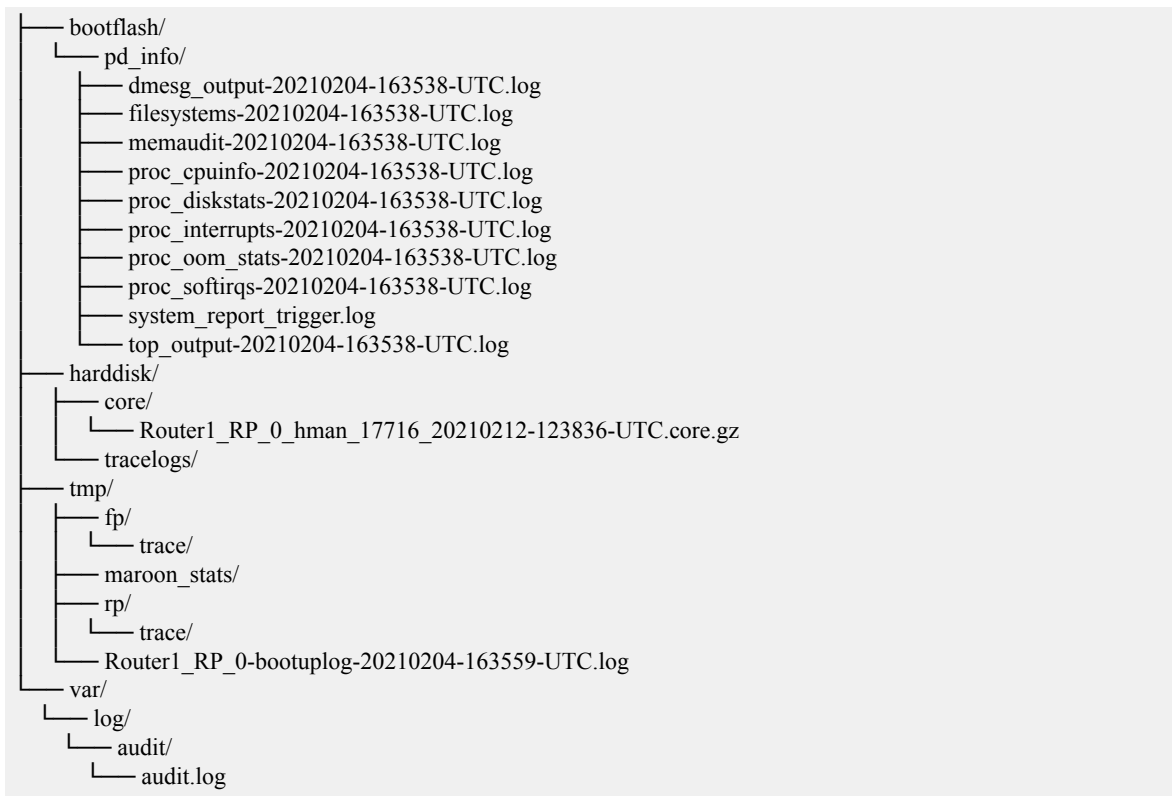 bootflash/
pd_info/
dmesg_output-20210204-163538-UTC.log
filesystems-20210204-163538-UTC.log
memaudit-20210204-163538-UTC.log
proc_cpuinfo-20210204-163538-UTC.log
proc_diskstats-20210204-163538-UTC.log
proc_interrupts-20210204-163538-UTC.log
proc_oom_stats-20210204-163538-UTC.log
proc_softirqs-20210204-163538-UTC.log
system_report_trigger.log
top_output-20210204-163538-UTC.log
harddisk/
core/
Router1_RP_0_hman_17716_20210212-123836-UTC.core.gz
tracelogs/
tmp/
fp/
trace/
maroon_stats/
rp/
trace/
Router1_RP_0-bootuplog-20210204-163559-UTC.log
var/
log/
audit/
audit.log